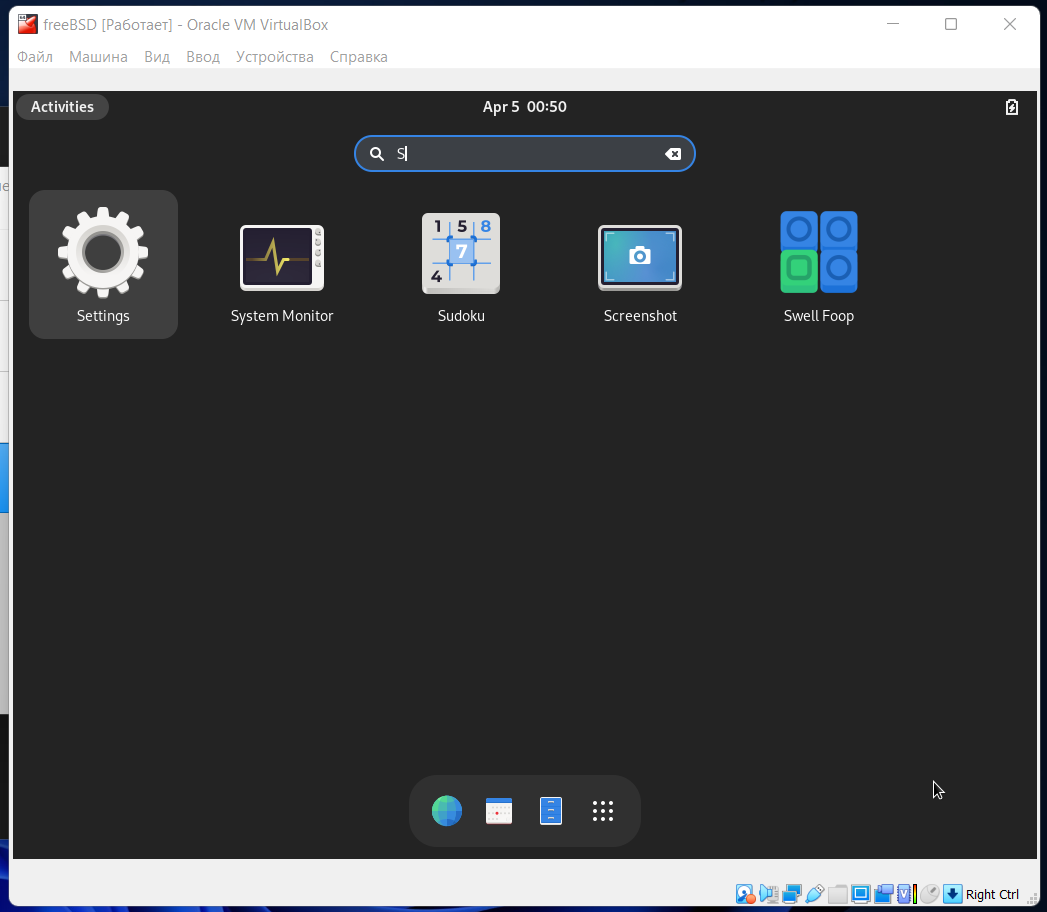 freeBSD [Работает] - Oracle VM VirtualBox
Файл Машина Вид Ввод Устройства Справка
Activities
Apr 5 00:50
S
1 5 8
7
4
Settings
System Monitor
Sudoku
Screenshot
Swell Foop
V
Right Ctrl